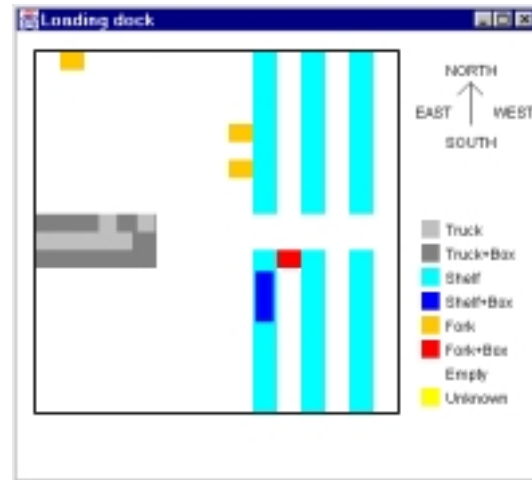 Loading dock
NORTH
EAST WEST
SOUTH
Truck
Truck+Box
Shelf
Shelf+Box
Fork
Fork+Box
Empty
Unknown